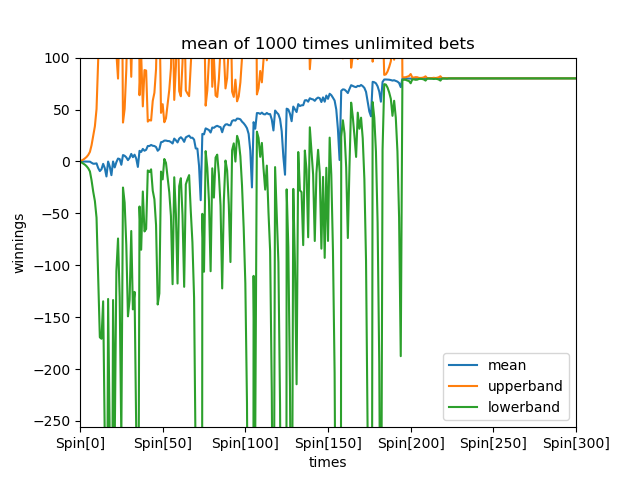 mean of 1000 times unlimited bets
winnings
100
50
0
−50
−100
−150
−200
−250
Spin[0] Spin[50] Spin[100] Spin[150] Spin[200] Spin[250] Spin[300]
times
mean
upperband
lowerband